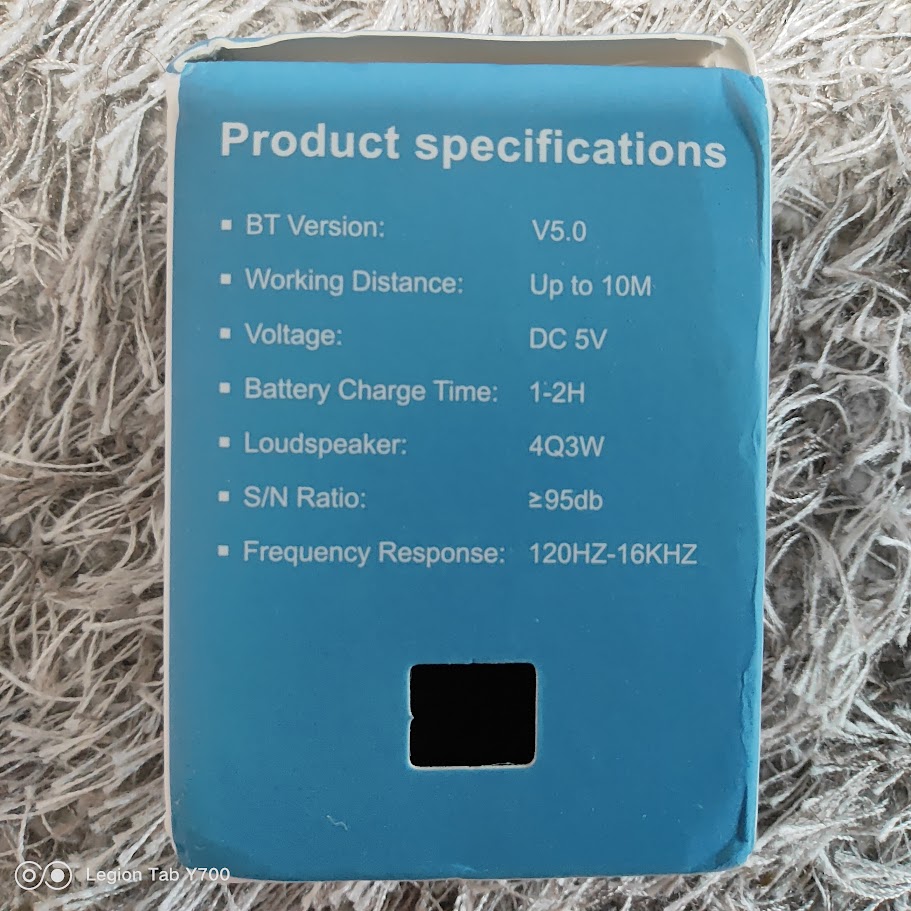 Product specifications
▪ BT Version: V5.0
▪ Working Distance: Up to 10M
▪ Voltage: DC 5V
▪ Battery Charge Time: 1-2H
▪ Loudspeaker: 4Q3W
▪ S/N Ratio: ≥95db
▪ Frequency Response: 120HZ-16KHZ
Legion Tab Y700